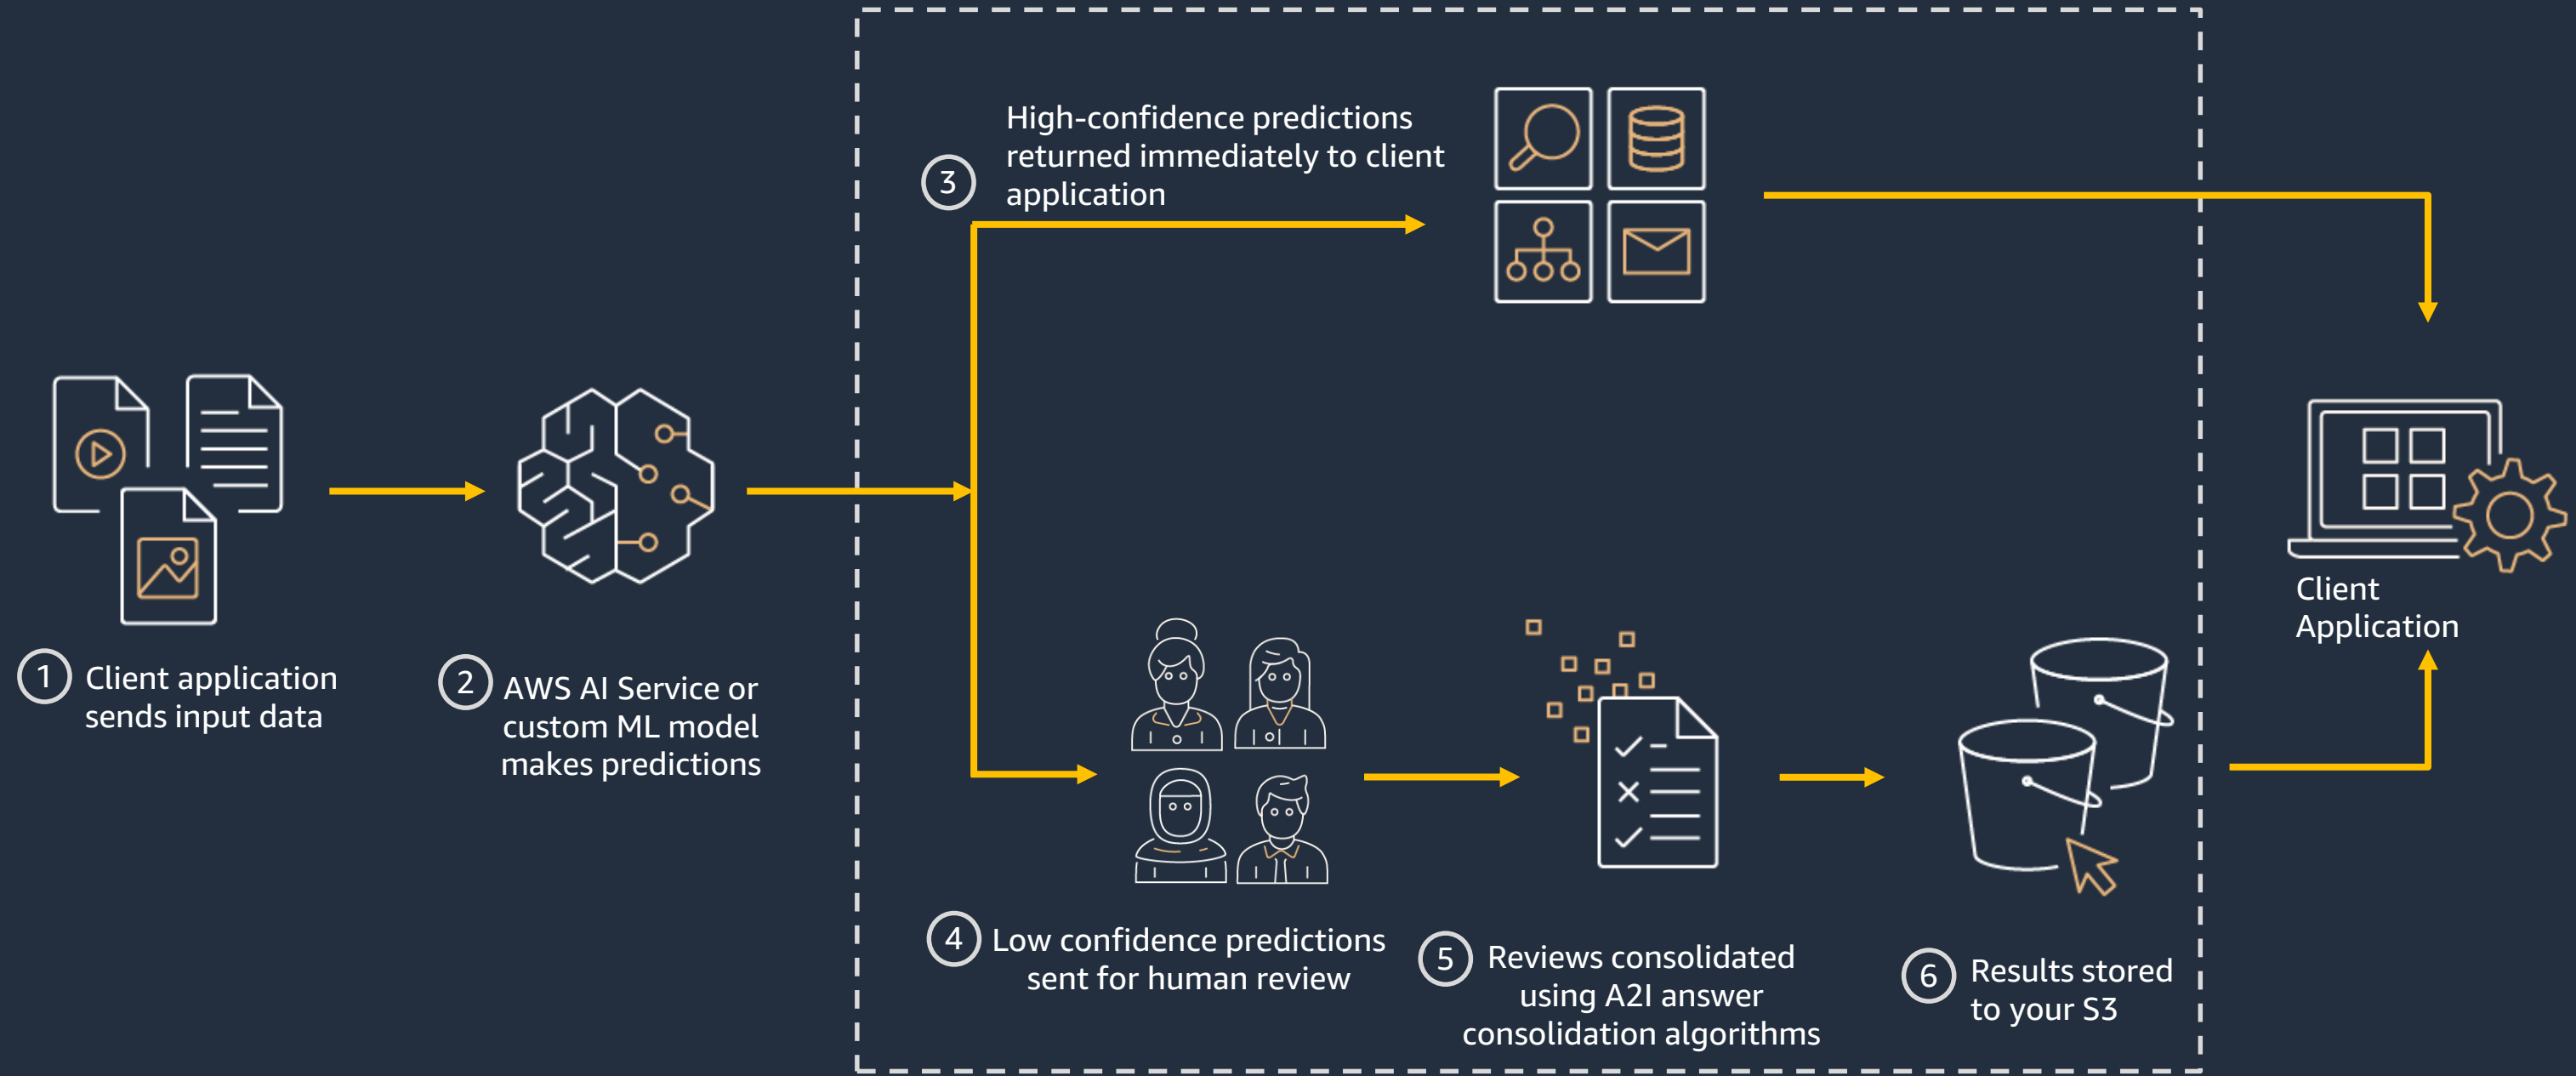 1
Client application
sends input data
2
AWS AI Service or
custom ML model
makes predictions
3
High-confidence predictions
returned immediately to client
application
4
Low confidence predictions
sent for human review
5
Reviews consolidated
using A2I answer
consolidation algorithms
6
Results stored
to your S3
Client
Application